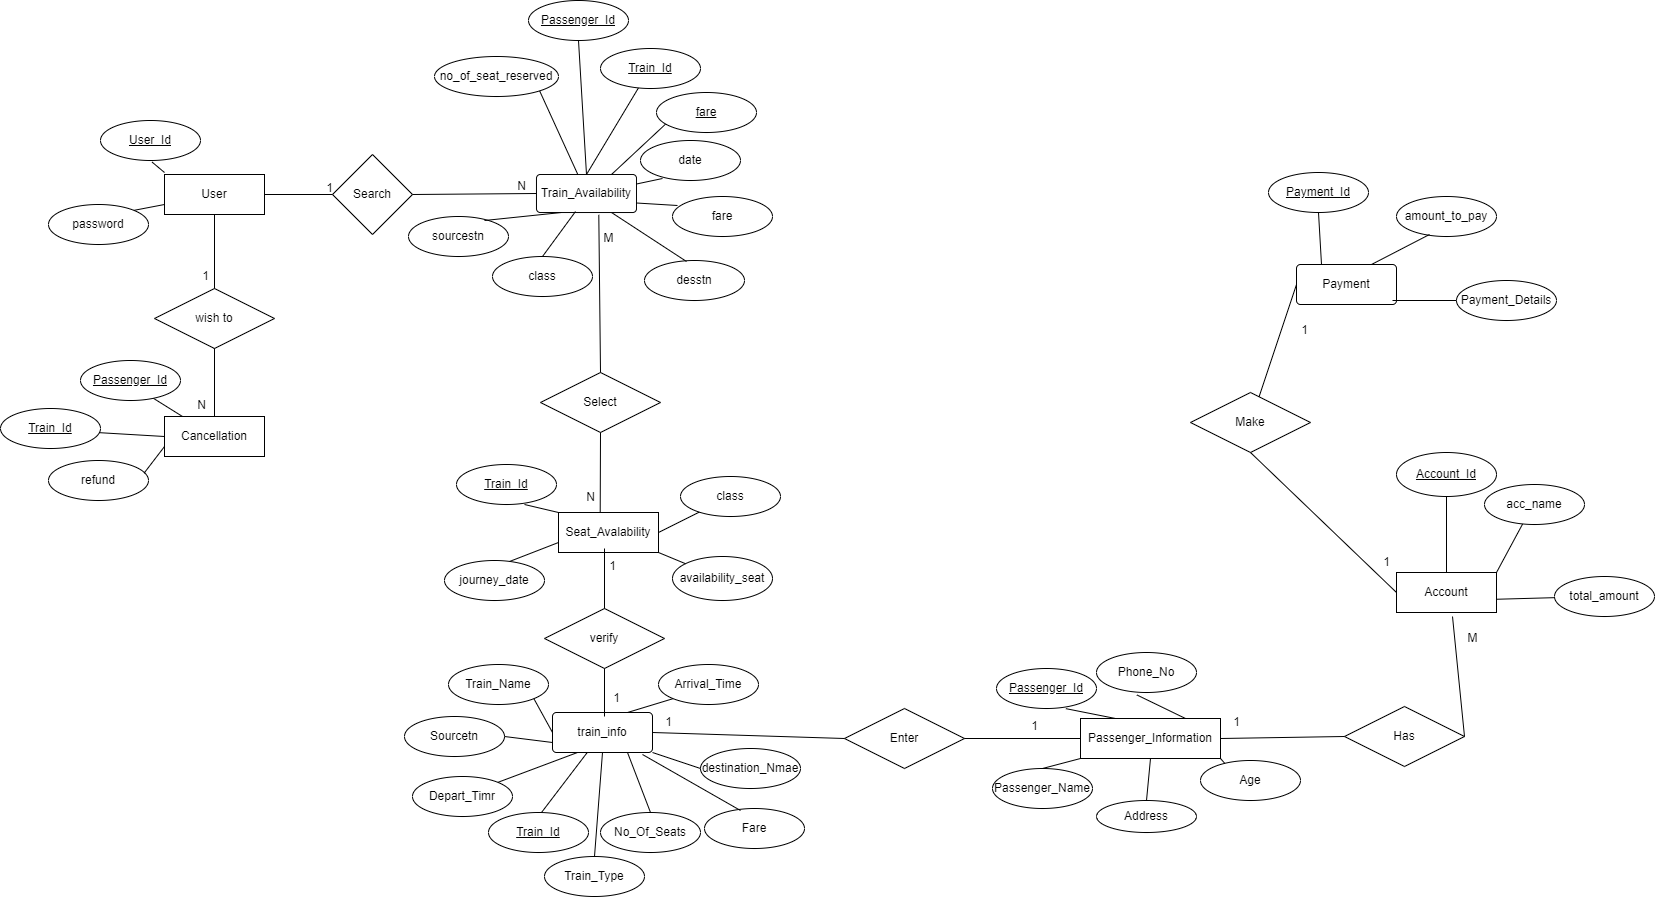 Passenger_Id
Train_Id
no_of_seat_reserved
fare
User_Id
date
1
N
User
Search
Train_Availability
password
fare
sourcestn
M
class
desstn
1
wish to
Passenger_Id
N
Train_Id
Cancellation
refund
Payment_Id
amount_to_pay
Payment
Payment_Details
1
Select
Make
Train_Id
class
N
Seat_Avalability
journey_date
availability_seat
1
verify
Account_Id
acc_name
1
Account
total_amount
M
Train_Name
Arrival_Time
1
Sourcetn
train_info
1
destination_Nmae
Depart_Timr
Train_Id
No_Of_Seats
Fare
Train_Type
Enter
1
Passenger_Id
Phone_No
Passenger_Information
1
Has
Passenger_Name
Address
Age